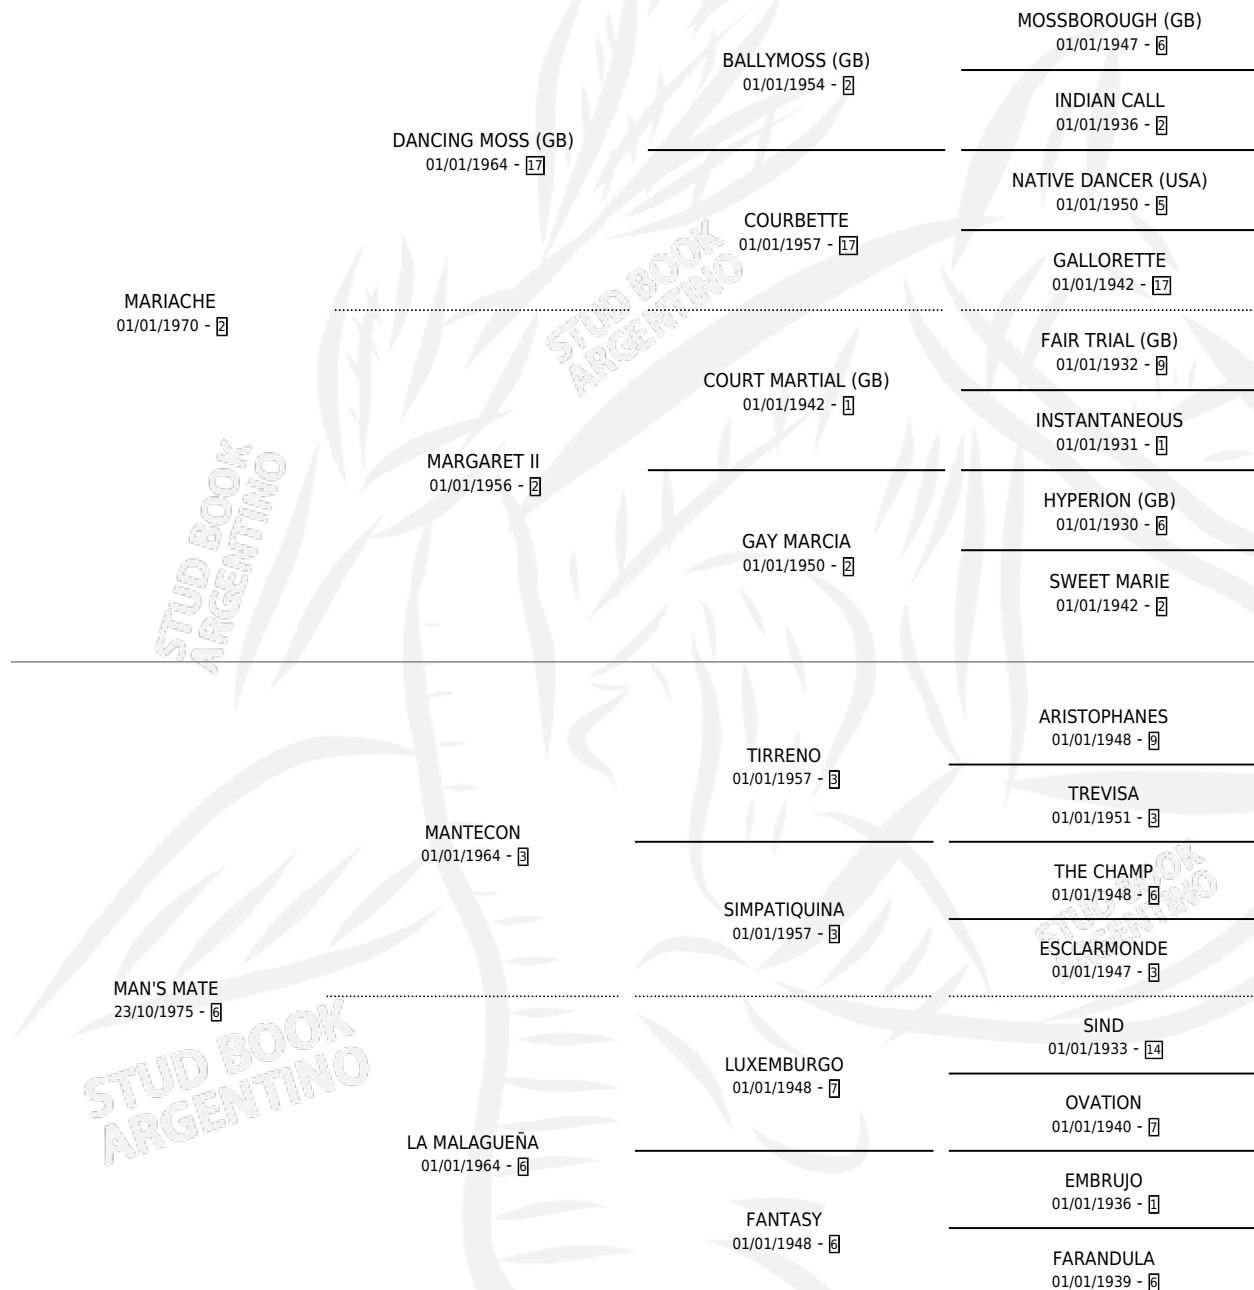 MOSSBOROUGH (GB)
01/01/1947 - 6
BALLYMOSS (GB)
01/01/1954 - 2
INDIAN CALL
01/01/1936 - 2
DANCING MOSS (GB)
01/01/1964 - 17
NATIVE DANCER (USA)
01/01/1950 - 5
COURBETTE
01/01/1957 - 17
GALLORETTE
01/01/1942 - 17
MARIACHE
01/01/1970 - 2
FAIR TRIAL (GB)
01/01/1932 - 9
COURT MARTIAL (GB)
01/01/1942 - 1
INSTANTANEOUS
01/01/1931 - 1
MARGARET II
01/01/1956 - 2
HYPERION (GB)
01/01/1930 - 6
GAY MARCIA
01/01/1950 - 2
SWEET MARIE
01/01/1942 - 2
ARISTOPHANES
01/01/1948 - 9
TIRRENO
01/01/1957 - 3
TREVISA
01/01/1951 - 3
MANTECON
01/01/1964 - 3
THE CHAMP
01/01/1948 - 6
SIMPATIQUINA
01/01/1957 - 3
ESCLARMONDE
01/01/1947 - 3
MAN'S MATE
23/10/1975 - 6
SIND
01/01/1933 - 14
LUXEMBURGO
01/01/1948 - 7
OVATION
01/01/1940 - 7
LA MALAGUEÑA
01/01/1964 - 6
EMBRUJO
01/01/1936 - 1
FANTASY
01/01/1948 - 6
FARANDULA
01/01/1939 - 6
STUD BOOK
ARGENTINO
STUD BOOK
ARGENTINO
STUD BOOK
ARGENTINO
STUD BOOK
ARGENTINO